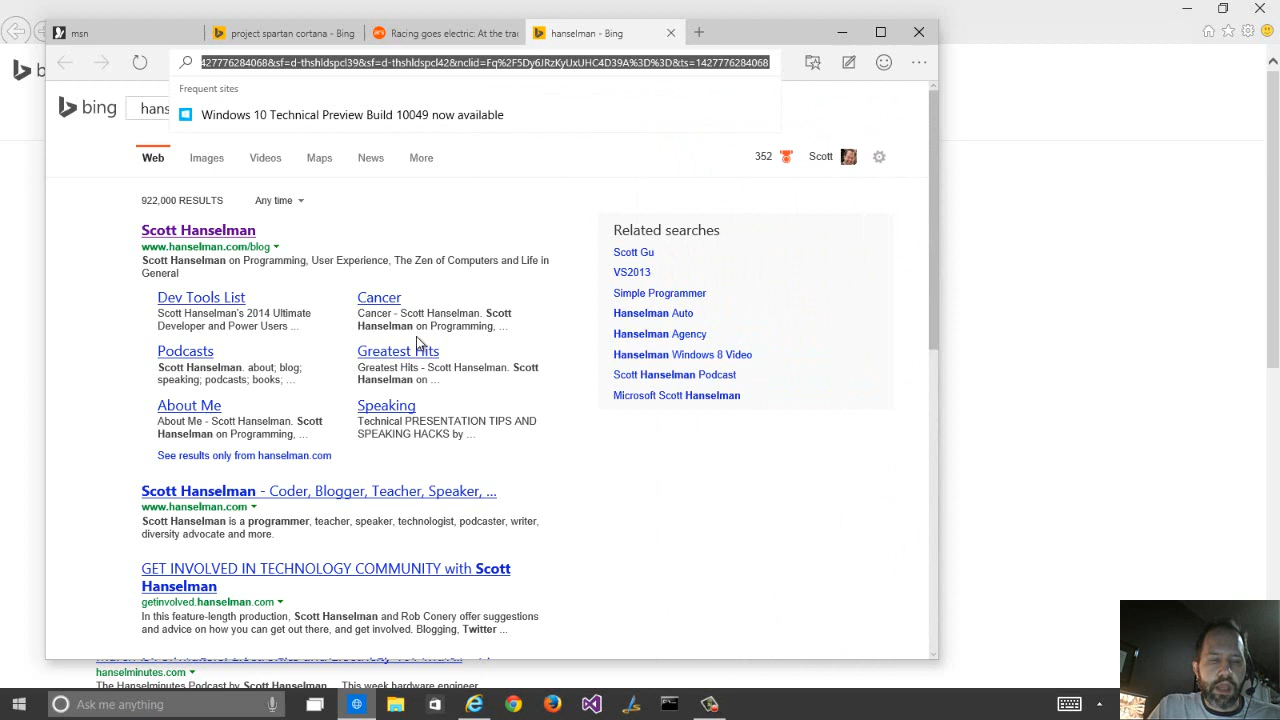 msn
project spartan cortana - Bing
Racing goes electric: At the trac
hanselman - Bing
427776284068&sf=d-thshldspcl39&sf=d-thshldspcl42&nclid=Fq%2F5Dy6JRzKyUxUHC4D39A%3D%3D&ts=1427776284068
Frequent sites
Windows 10 Technical Preview Build 10049 now available
bing
hans
Web
Images
Videos
Maps
News
More
352
Scott
922,000 RESULTS
Any time
Scott Hanselman
www.hanselman.com/blog
Scott Hanselman on Programming, User Experience, The Zen of Computers and Life in
General
Dev Tools List
Scott Hanselman's 2014 Ultimate
Developer and Power Users ...
Cancer
Cancer - Scott Hanselman. Scott
Hanselman on Programming, ...
Podcasts
Scott Hanselman. about; blog;
speaking; podcasts; books; ...
Greatest Hits
Greatest Hits - Scott Hanselman. Scott
Hanselman on ...
About Me
About Me - Scott Hanselman. Scott
Hanselman on Programming, ...
Speaking
Technical PRESENTATION TIPS AND
SPEAKING HACKS by ...
See results only from hanselman.com
Scott Hanselman - Coder, Blogger, Teacher, Speaker, ...
www.hanselman.com
Scott Hanselman is a programmer, teacher, speaker, technologist, podcaster, writer,
diversity advocate and more.
GET INVOLVED IN TECHNOLOGY COMMUNITY with Scott
Hanselman
getinvolved.hanselman.com
In this feature-length production, Scott Hanselman and Rob Conery offer suggestions
and advice on how you can get out there, and get involved. Blogging, Twitter ...
Related searches
Scott Gu
VS2013
Simple Programmer
Hanselman Auto
Hanselman Agency
Hanselman Windows 8 Video
Scott Hanselman Podcast
Microsoft Scott Hanselman
hanselminutes.com
The Hanselminutes Podcast by Scott Hanselman ... This week hardware engineer
Ask me anything